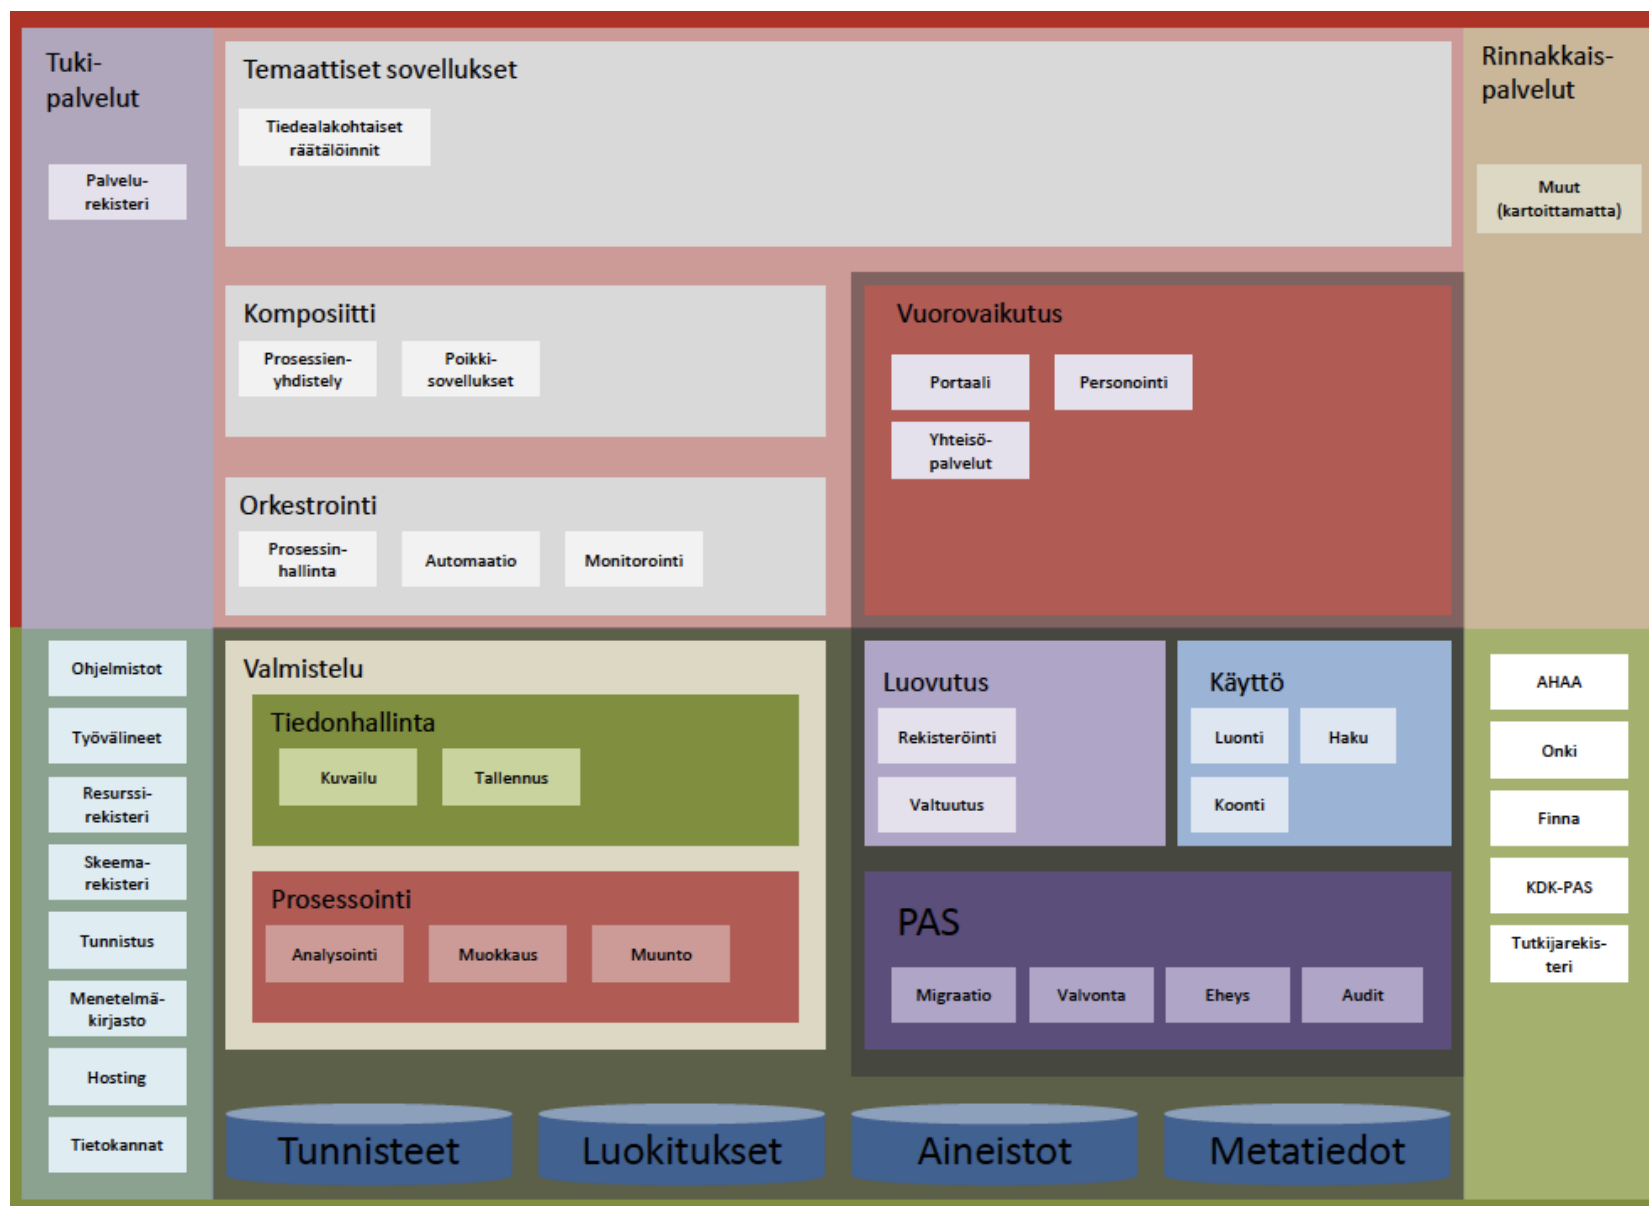 Tuki-
palvelut
Palvelu-
rekisteri
Ohjelmistot
Työvälineet
Resurssi-
rekisteri
Skeema-
rekisteri
Tunnistus
Menetelmä-
kirjasto
Hosting
Tietokannat
Temaattiset sovellukset
Tiedealakohtaiset
räätälöinnit
Komposiitti
Prosessien-
yhdistely
Poikki-
sovellukset
Orkestrointi
Prosessin-
hallinta
Automaatio
Monitorointi
Vuorovaikutus
Portaali
Personointi
Yhteisö-
palvelut
Valmistelu
Tiedonhallinta
Kuvailu
Tallennus
Prosessointi
Analysointi
Muokkaus
Muunto
Luovutus
Rekisteröinti
Valtuutus
Käyttö
Luonti
Haku
Koonti
PAS
Migraatio
Valvonta
Eheys
Audit
Tunnisteet
Luokitukset
Aineistot
Metatiedot
Rinnakkais-
palvelut
Muut
(kartoittamatta)
AHAA
Onki
Finna
KDK-PAS
Tutkijarekis-
teri